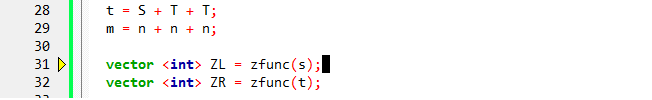 28 t = S + T + T;
29 m = n + n + n;
30
31 vector <int> ZL = zfunc(s);
32 vector <int> ZR = zfunc(t);